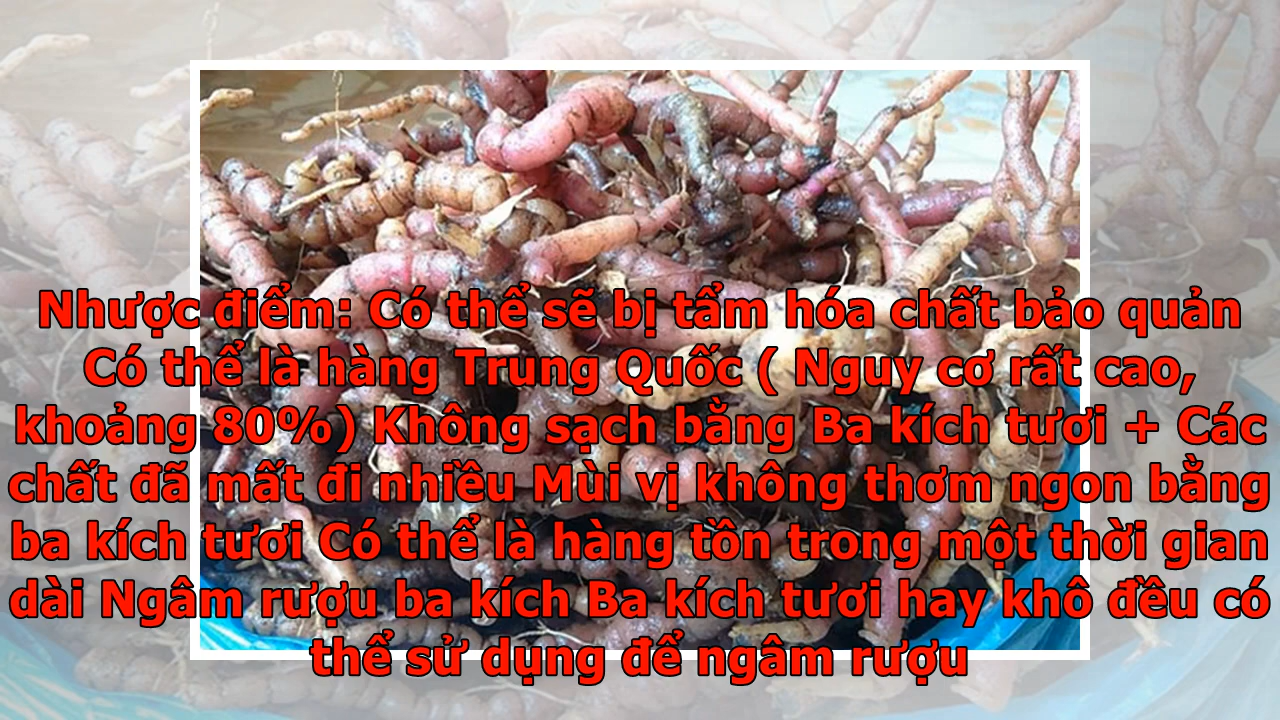 Nhược điểm: Có thể sẽ bị tẩm hóa chất bảo quản
Có thể là hàng Trung Quốc ( Nguy cơ rất cao,
khoảng 80%) Không sạch bằng Ba kích tươi + Các
chất đã mất đi nhiều Mùi vị không thơm ngon bằng
ba kích tươi Có thể là hàng tồn trong một thời gian
dài Ngâm rượu ba kích Ba kích tươi hay khô đều có
thể sử dụng để ngâm rượu